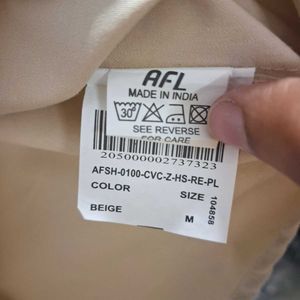 AFL
MADE IN INDIA
30°
SEE REVERSE
FOR CARE
205000002737323
AFSH-0100-CVC-Z-HS-RE-PL
COLOR SIZE
BEIGE M
104858